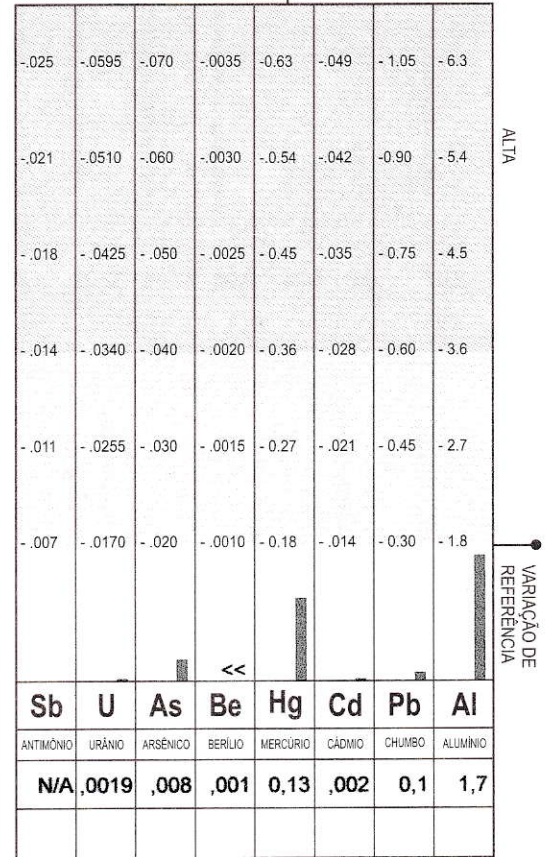 -.025 -.0595 -.070 -.0035 -0.63 -.049 - 1.05 - 6.3
ALTA
-.021 -.0510 -.060 -.0030 -0.54 -.042 -0.90 - 5.4
- .018 - .0425 - .050 -.0025 - 0.45 -.035 - 0.75 - 4.5
- .014 - .0340 - .040 - .0020 - 0.36 - .028 - 0.60 - 3.6
- .011 - .0255 - .030 - .0015 - 0.27 - .021 - 0.45 - 2.7
- .007 - .0170 - .020 - .0010 - 0.18 - .014 - 0.30 - 1.8
VARIAÇÃO DE
REFERÊNCIA
<<
Sb U As Be Hg Cd Pb Al
ANTIMÔNIO URÂNIO ARSÊNICO BERÍLIO MERCÚRIO CÁDMIO CHUMBO ALUMÍNIO
N/A ,0019 ,008 ,001 0,13 ,002 0,1 1,7